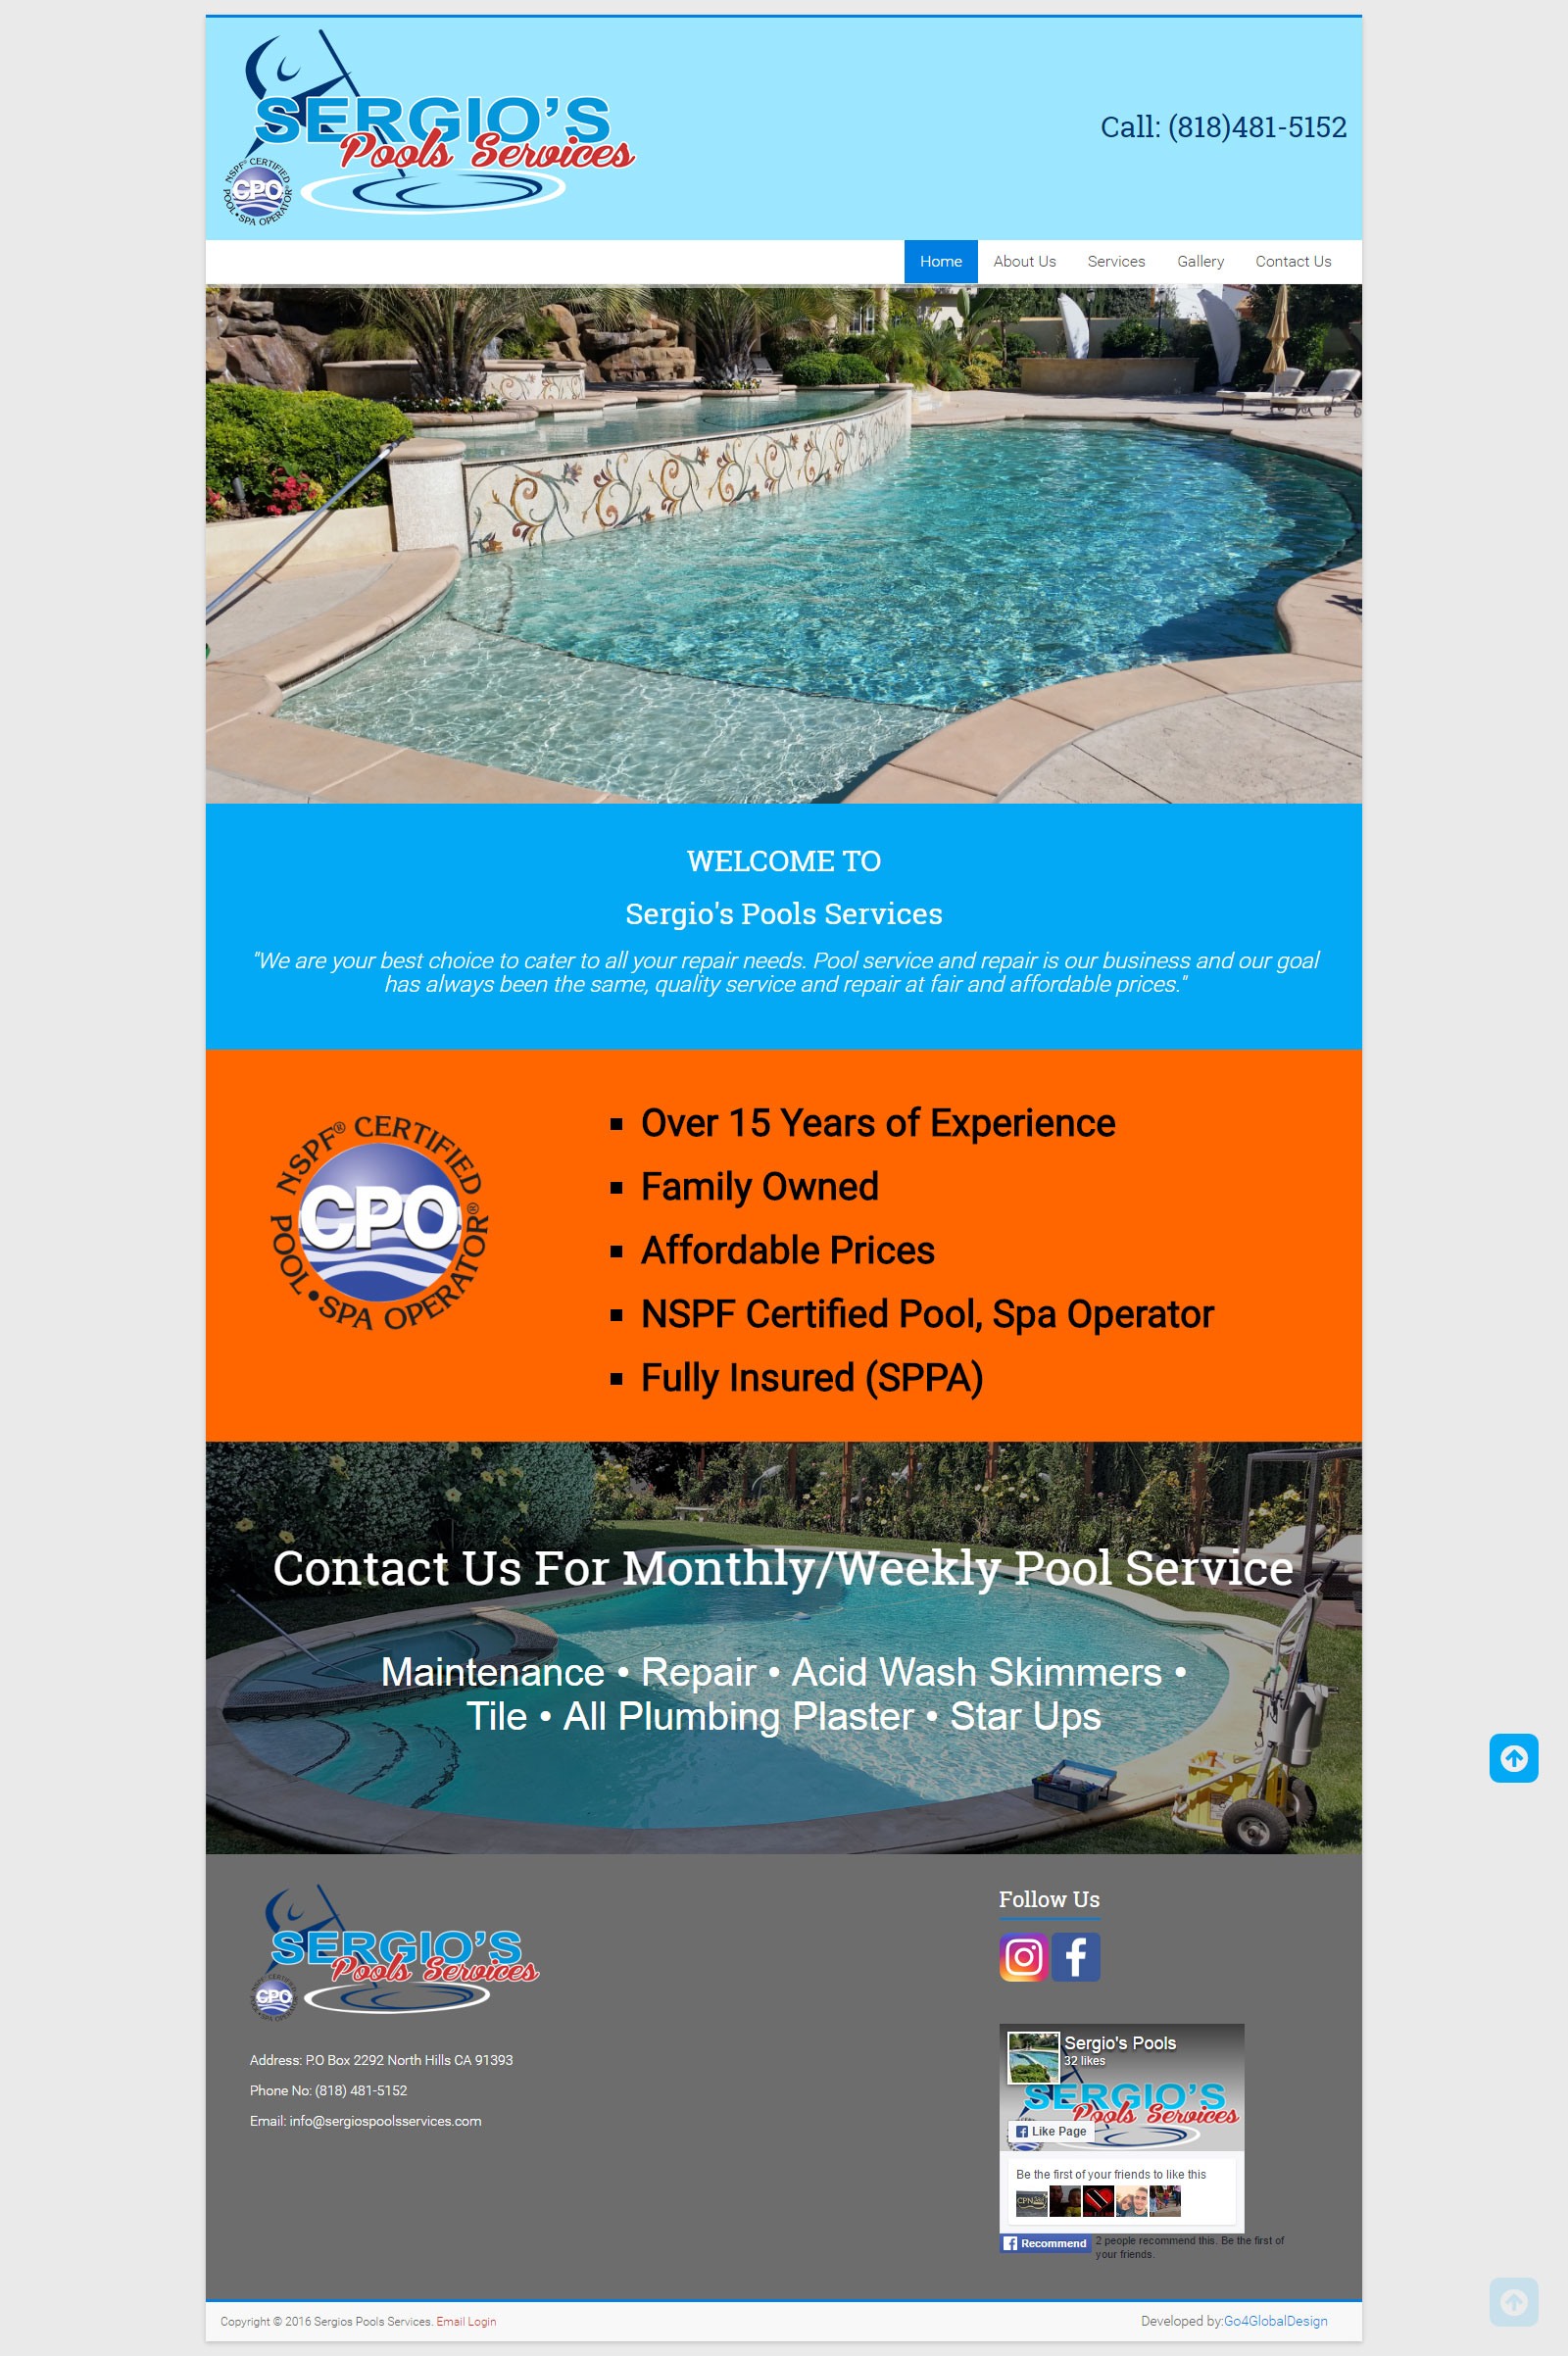 SERGIO'S
Pools Services
NSPF® CERTIFIED
CPO
POOL • SPA OPERATOR®
Call: (818)481-5152
Home About Us Services Gallery Contact Us
WELCOME TO
Sergio's Pools Services
"We are your best choice to cater to all your repair needs. Pool service and repair is our business and our goal
has always been the same, quality service and repair at fair and affordable prices."
NSPF® CERTIFIED
CPO
POOL • SPA OPERATOR®
▪ Over 15 Years of Experience
▪ Family Owned
▪ Affordable Prices
▪ NSPF Certified Pool, Spa Operator
▪ Fully Insured (SPPA)
Contact Us For Monthly/Weekly Pool Service
Maintenance • Repair • Acid Wash Skimmers •
Tile • All Plumbing Plaster • Star Ups
SERGIO'S
Pools Services
NSPF® CERTIFIED
CPO
POOL • SPA OPERATOR
Address: P.O Box 2292 North Hills CA 91393
Phone No: (818) 481-5152
Email: info@sergiospoolsservices.com
Follow Us
Sergio's Pools
32 likes
SERGIO'S
Pools Services
Like Page
Be the first of your friends to like this
CPN
Recommend 2 people recommend this. Be the first of
your friends.
Copyright © 2016 Sergios Pools Services. Email Login
Developed by:Go4GlobalDesign